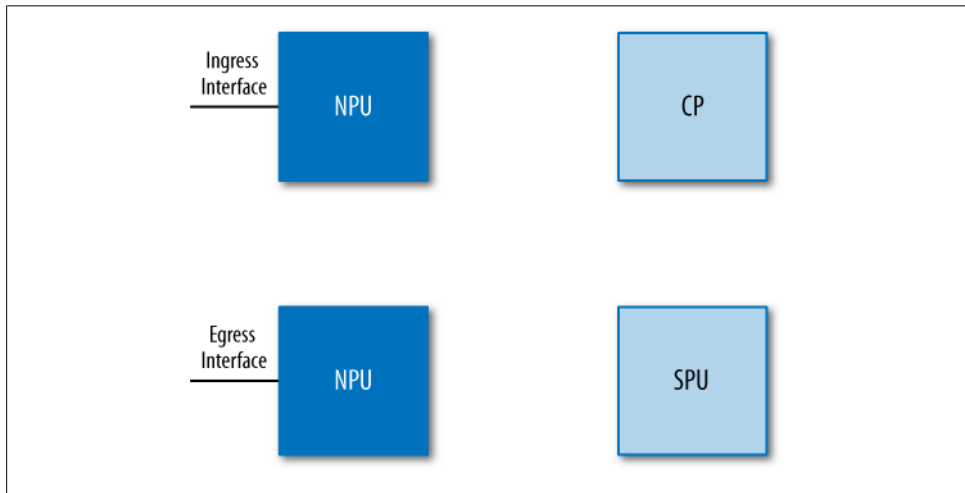 Ingress
Interface
NPU
CP
Egress
Interface
NPU
SPU